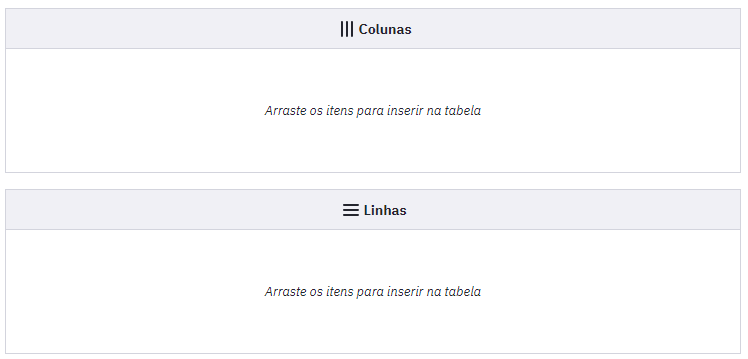 Colunas
Arraste os itens para inserir na tabela
Linhas
Arraste os itens para inserir na tabela